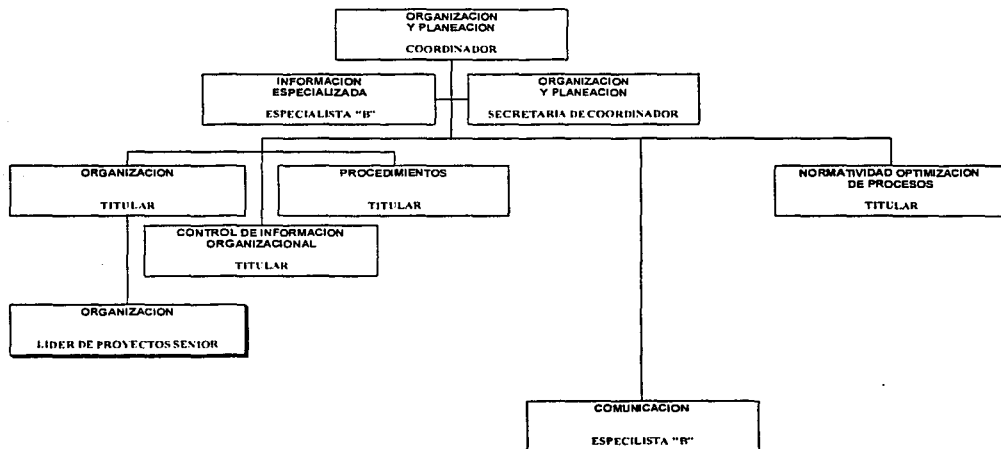 ORGANIZACION
Y PLANEACION
COORDINADOR
INFORMACION
ESPECIALIZADA
ESPECIALISTA "B"
ORGANIZACION
Y PLANEACION
SECRETARIA DE COORDINADOR
ORGANIZACION
TITULAR
PROCEDIMIENTOS
TITULAR
NORMATIVIDAD OPTIMIZACION
DE PROCESOS
TITULAR
CONTROL DE INFORMACION
ORGANIZACIONAL
TITULAR
ORGANIZACION
LIDER DE PROYECTOS SENIOR
COMUNICACION
ESPECILISTA "B"